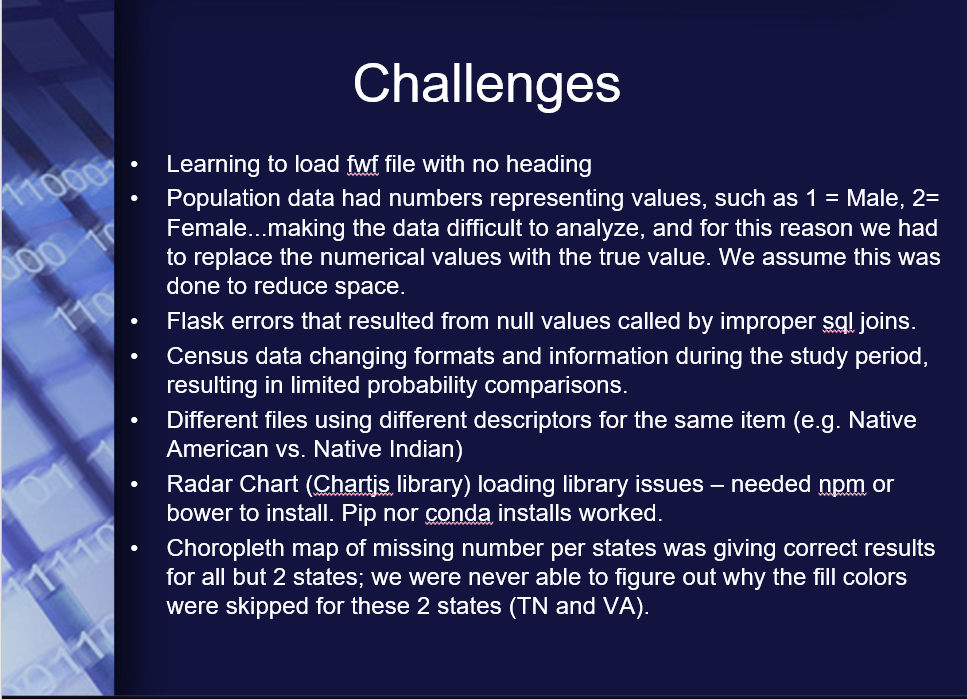 Challenges
• Learning to load fwf file with no heading
• Population data had numbers representing values, such as 1 = Male, 2=
Female...making the data difficult to analyze, and for this reason we had
to replace the numerical values with the true value. We assume this was
done to reduce space.
• Flask errors that resulted from null values called by improper sql joins.
• Census data changing formats and information during the study period,
resulting in limited probability comparisons.
• Different files using different descriptors for the same item (e.g. Native
American vs. Native Indian)
• Radar Chart (Chartjs library) loading library issues – needed npm or
bower to install. Pip nor conda installs worked.
• Choropleth map of missing number per states was giving correct results
for all but 2 states; we were never able to figure out why the fill colors
were skipped for these 2 states (TN and VA).
11000
000
10
110